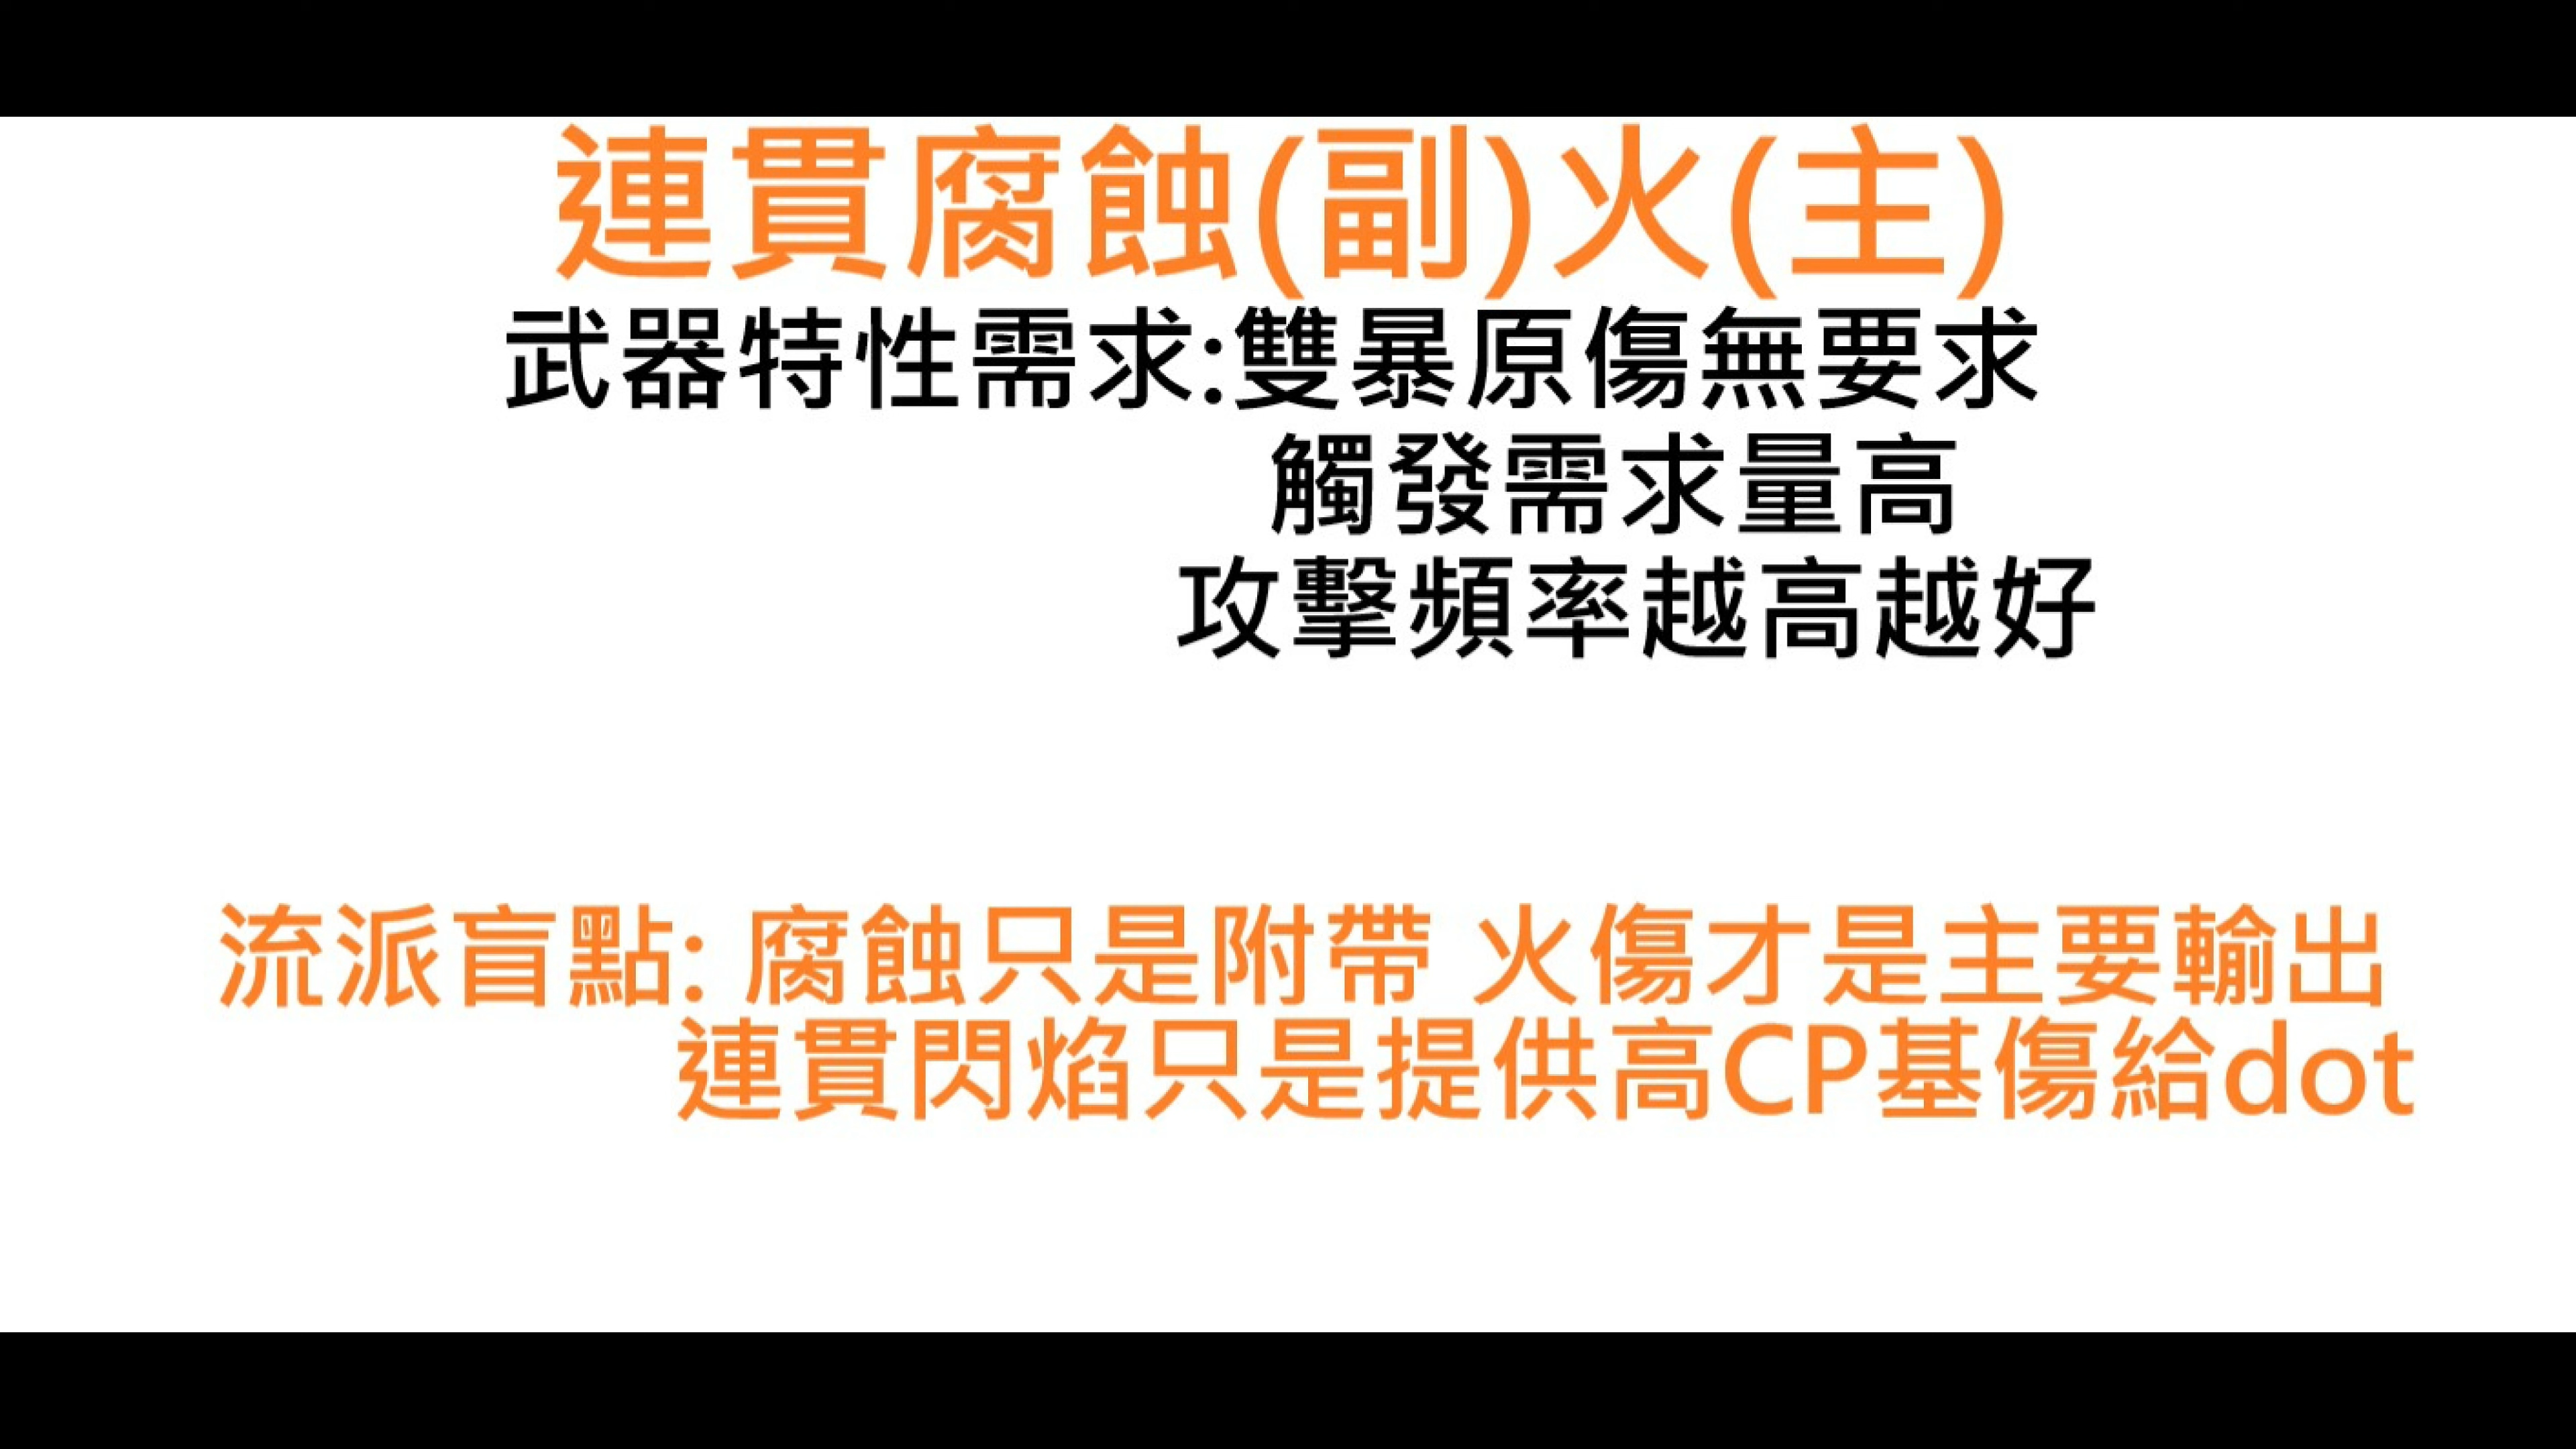 連貫腐蝕(副)火(主)
武器特性需求:雙暴原傷無要求
觸發需求量高
攻擊頻率越高越好
流派盲點: 腐蝕只是附帶 火傷才是主要輸出
連貫閃焰只是提供高CP基傷給dot